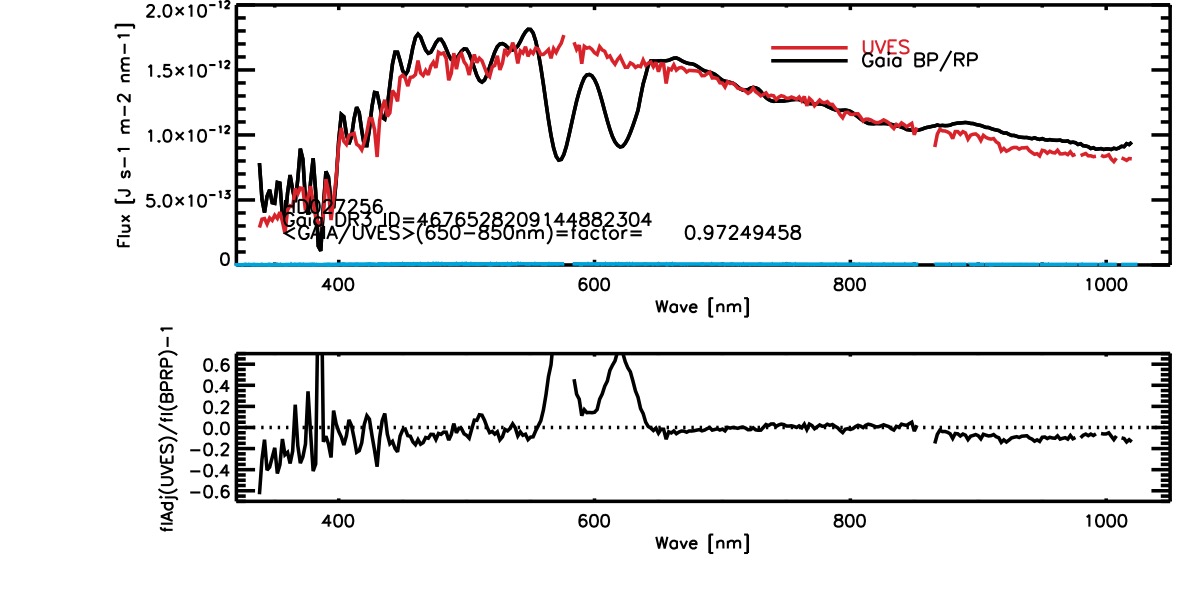 2.0×10⁻¹²
1.5×10⁻¹²
1.0×10⁻¹²
5.0×10⁻¹³
0
Flux [J s−1 m−2 nm−1]
UVES
Gaia BP/RP
HD027256
Gaia DR3 ID=4676528209144882304
<GAIA/UVES>(650−850nm)=factor= 0.97249458
400 600 800 1000
Wave [nm]
flAdj(UVES)/fl(BPRP)−1
0.6
0.4
0.2
0.0
−0.2
−0.4
−0.6
400 600 800 1000
Wave [nm]